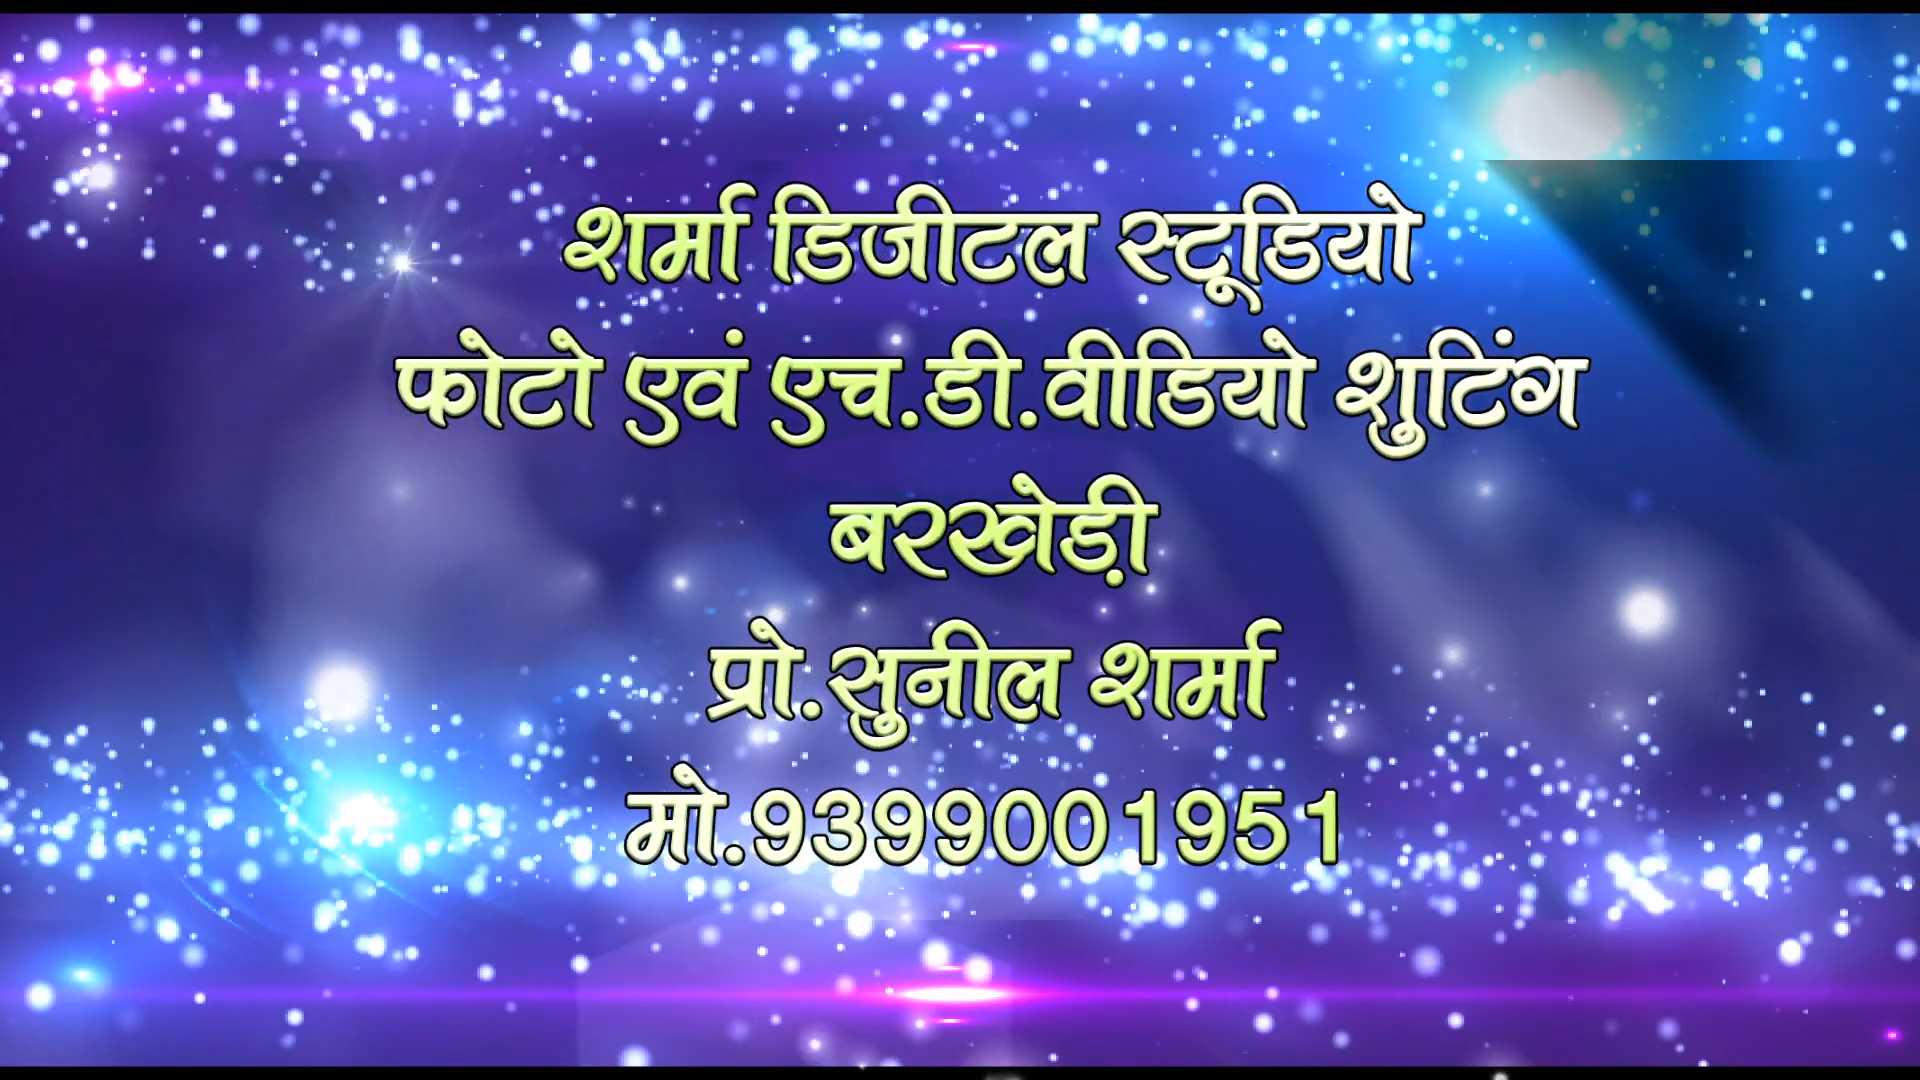 शर्मा डिजीटल स्टूडियो
फोटो एवं एच.डी.वीडियो शुटिंग
बरखेड़ी
प्रो.सुनील शर्मा
मो.9399001951